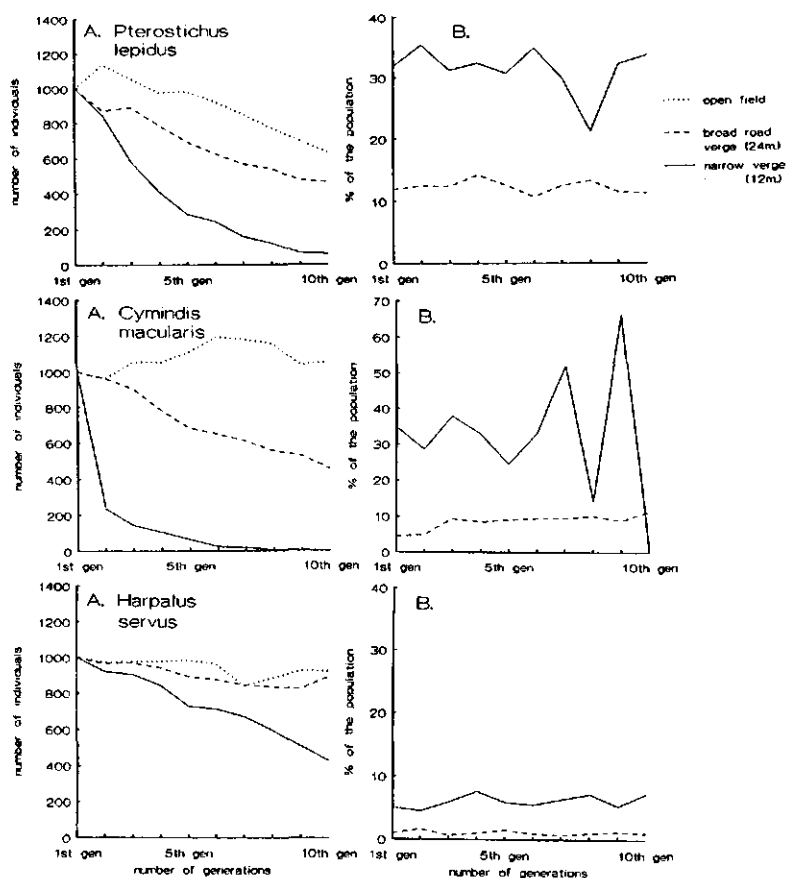 A. Pterostichus
lepidus
number of individuals
1400
1200
1000
800
600
400
200
0
1st gen
5th gen
10th gen
B.
% of the population
40
30
20
10
0
1st gen
5th gen
10th gen
open field
broad road
verge (24m.)
narrow verge
(12m.)
A. Cymindis
macularis
number of individuals
1400
1200
1000
800
600
400
200
0
1st gen
5th gen
10th gen
B.
% of the population
70
60
50
40
30
20
10
0
1st gen
5th gen
10th gen
A. Harpalus
servus
number of individuals
1400
1200
1000
800
600
400
200
0
1st gen
5th gen
10th gen
number of generations
B.
% of the population
40
30
20
10
0
1st gen
5th gen
10th gen
number of generations